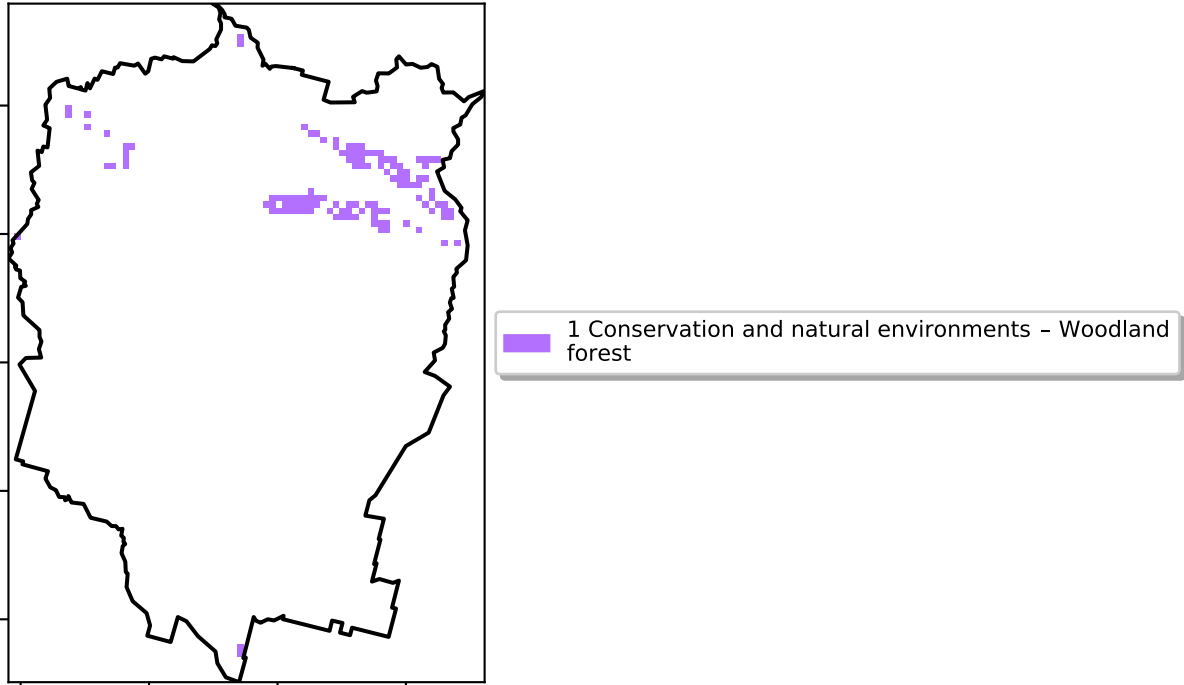 1 Conservation and natural environments – Woodland
forest